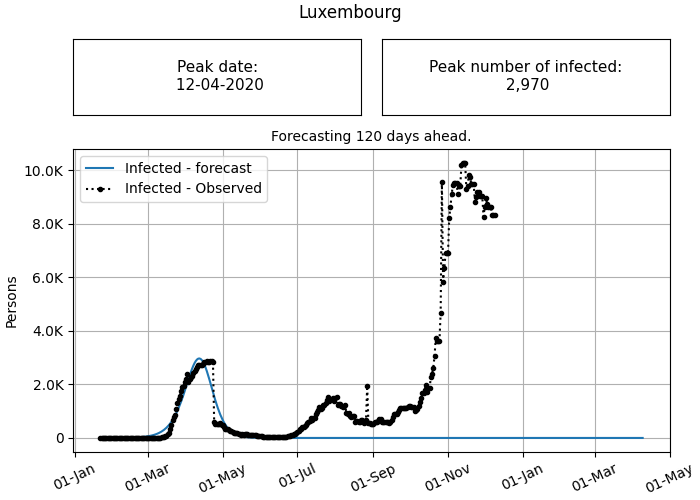 Luxembourg
Peak date:
12-04-2020
Peak number of infected:
2,970
Forecasting 120 days ahead.
Infected - forecast
Infected - Observed
10.0K
8.0K
6.0K
4.0K
2.0K
0
Persons
01-Jan
01-Mar
01-May
01-Jul
01-Sep
01-Nov
01-Jan
01-Mar
01-May